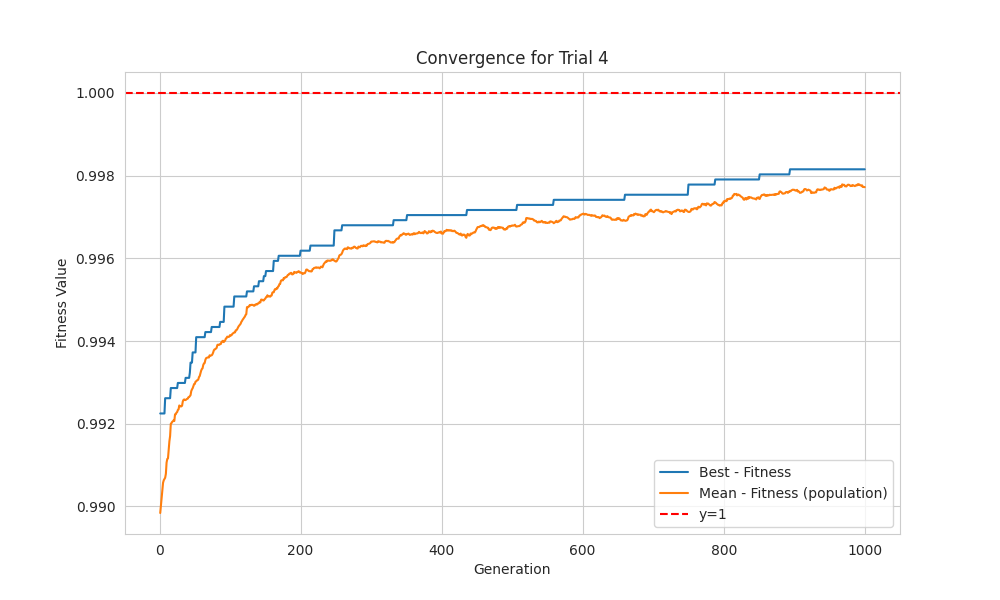 Convergence for Trial 4
1.000
0.998
0.996
0.994
0.992
0.990
Fitness Value
0 200 400 600 800 1000
Generation
Best - Fitness
Mean - Fitness (population)
y=1